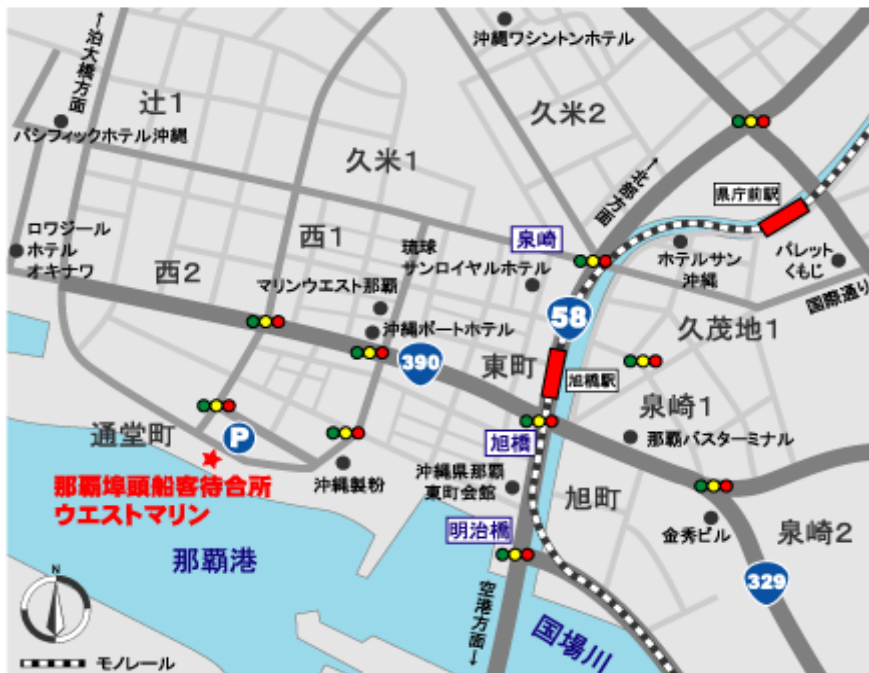 ↑泊大橋方面
沖縄ワシントンホテル
辻1
パシフィックホテル沖縄
久米2
久米1
↑北部方面
県庁前駅
ロワジール
ホテル
オキナワ
西1
琉球
サンロイヤルホテル
泉崎
ホテルサン
沖縄
パレット
くもじ
国際通り
西2
マリンウエスト那覇
沖縄ポートホテル
58
久茂地1
390
東町
旭橋駅
泉崎1
那覇バスターミナル
通堂町
P
旭橋
沖縄製粉
那覇埠頭船客待合所
ウエストマリン
沖縄県那覇
東町会館
旭町
金秀ビル
泉崎2
明治橋
那覇港
329
空港方面↓
国場川
N
モノレール